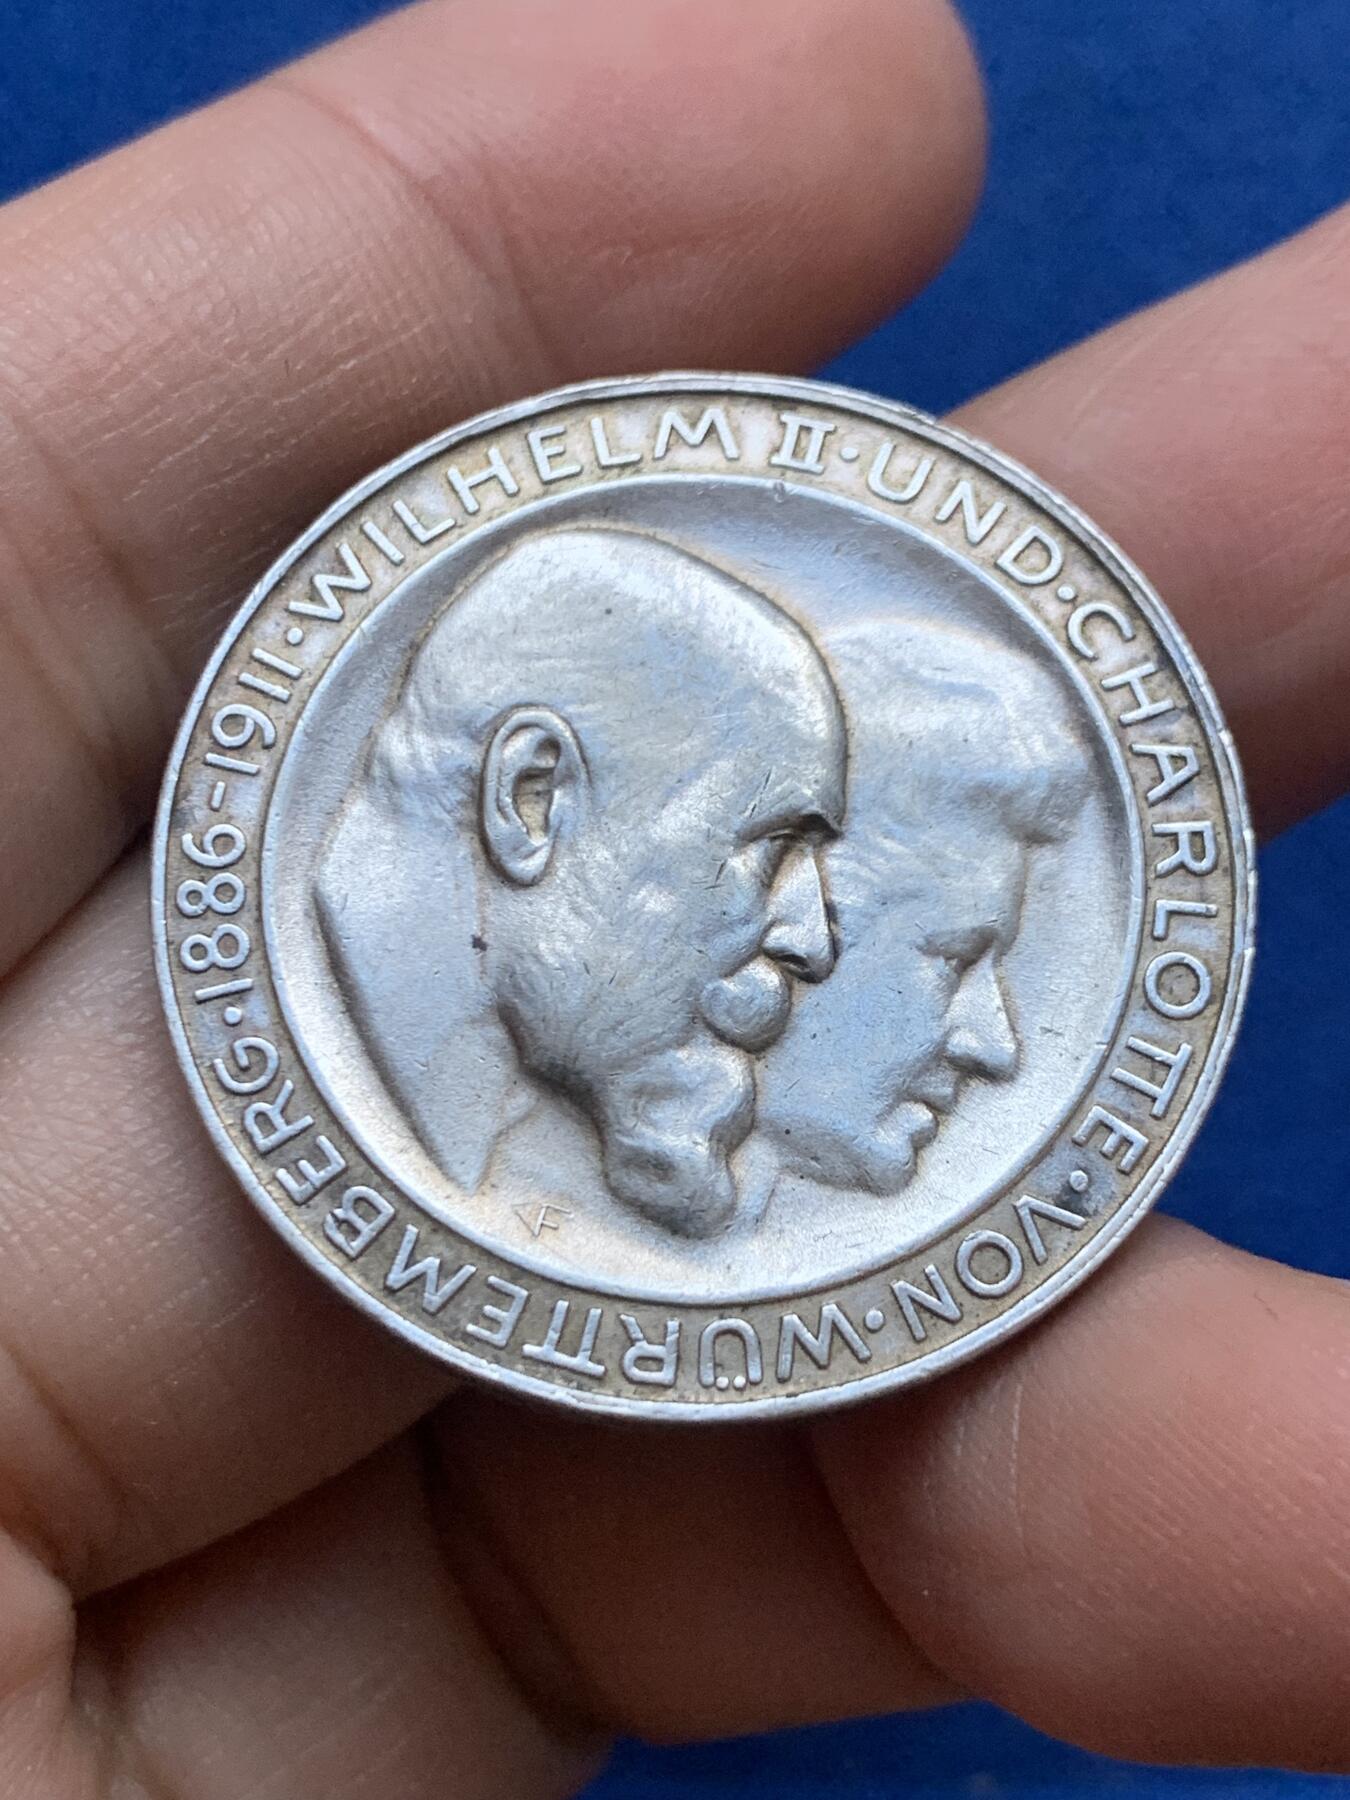 WILHELM II · UND · CHARLOTTE · VON · WÜRTTEMBERG · 1886-1911 ·
F